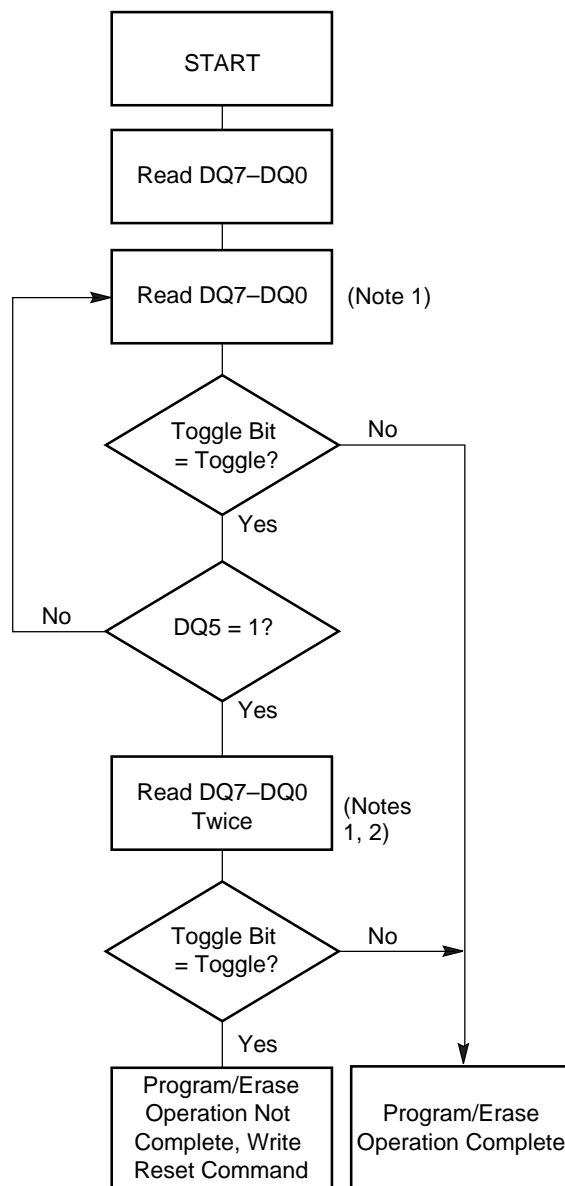 START
Read DQ7–DQ0
Read DQ7–DQ0
(Note 1)
Toggle Bit
= Toggle?
No
Yes
No
DQ5 = 1?
Yes
Read DQ7–DQ0
Twice
(Notes
1, 2)
Toggle Bit
= Toggle?
No
Yes
Program/Erase
Operation Not
Complete, Write
Reset Command
Program/Erase
Operation Complete